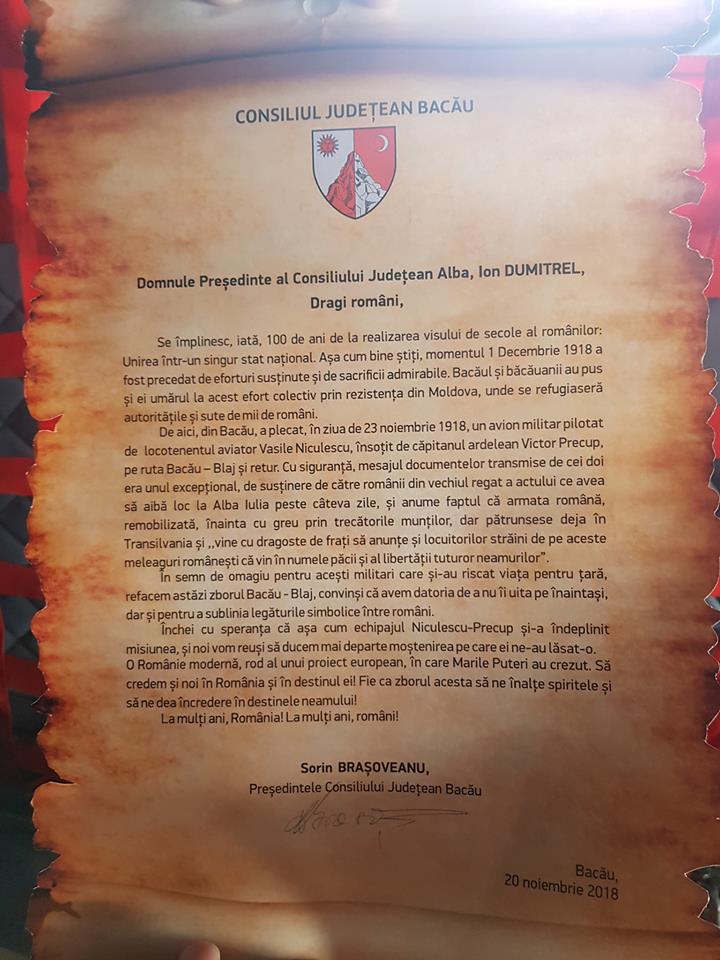 CONSILIUL JUDEȚEAN BACĂU
Domnule Președinte al Consiliului Județean Alba, Ion DUMITREL,
Dragi români,
Se împlinesc, iată, 100 de ani de la realizarea visului de secole al românilor:
Unirea într-un singur stat național. Așa cum bine știți, momentul 1 Decembrie 1918 a
fost precedat de eforturi susținute și de sacrificii admirabile. Bacăul și băcăuanii au pus
și ei umărul la acest efort colectiv prin rezistența din Moldova, unde se refugiaseră
autoritățile și sute de mii de români.
De aici, din Bacău, a plecat, în ziua de 23 noiembrie 1918, un avion militar pilotat
de locotenentul aviator Vasile Niculescu, însoțit de căpitanul ardelean Victor Precup,
pe ruta Bacău – Blaj și retur. Cu siguranță, mesajul documentelor transmise de cei doi
era unul excepțional, de susținere de către românii din vechiul regat a actului ce avea
să aibă loc la Alba Iulia peste câteva zile, și anume faptul că armata română,
remobilizată, înainta cu greu prin trecătorile munților, dar pătrunsese deja în
Transilvania și ,,vine cu dragoste de frați să anunțe și locuitorilor străini de pe aceste
meleaguri românești că vin în numele păcii și al libertății tuturor neamurilor”.
În semn de omagiu pentru acești militari care și-au riscat viața pentru țară,
refacem astăzi zborul Bacău - Blaj, convinși că avem datoria de a nu îi uita pe înaintași,
dar și pentru a sublinia legăturile simbolice între români.
Închei cu speranța că așa cum echipajul Niculescu-Precup și-a îndeplinit
misiunea, și noi vom reuși să ducem mai departe moștenirea pe care ei ne-au lăsat-o.
O Românie modernă, rod al unui proiect european, în care Marile Puteri au crezut. Să
credem și noi în România și în destinul ei! Fie ca zborul acesta să ne înalțe spiritele și
să ne dea încredere în destinele neamului!
La mulți ani, România! La mulți ani, români!
Sorin BRAȘOVEANU,
Președintele Consiliului Județean Bacău
Bacău,
20 noiembrie 2018